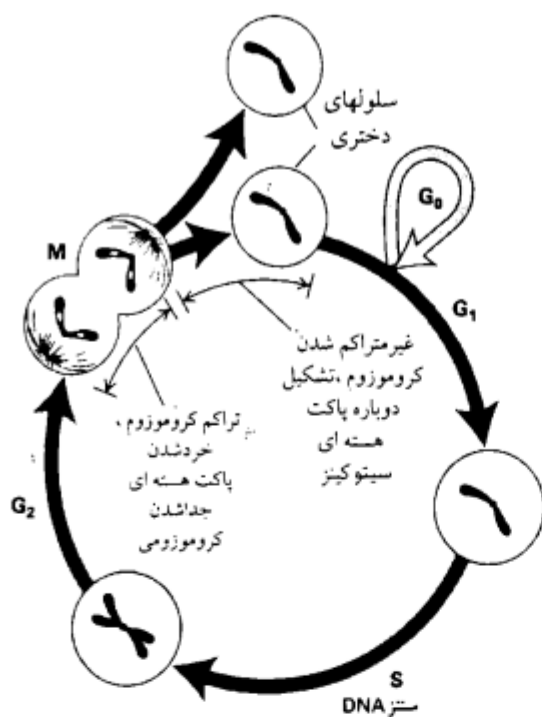 سلولهای
دختری
G₀
M
G₁
غیرمتراکم شدن
کروموزوم ،تشکیل
دوباره پاکت
هسته ای
سیتوکینز
تراکم کروموزوم ،
خردشدن
پاکت هسته ای
جداشدن
کروموزومی
G₂
S
DNA